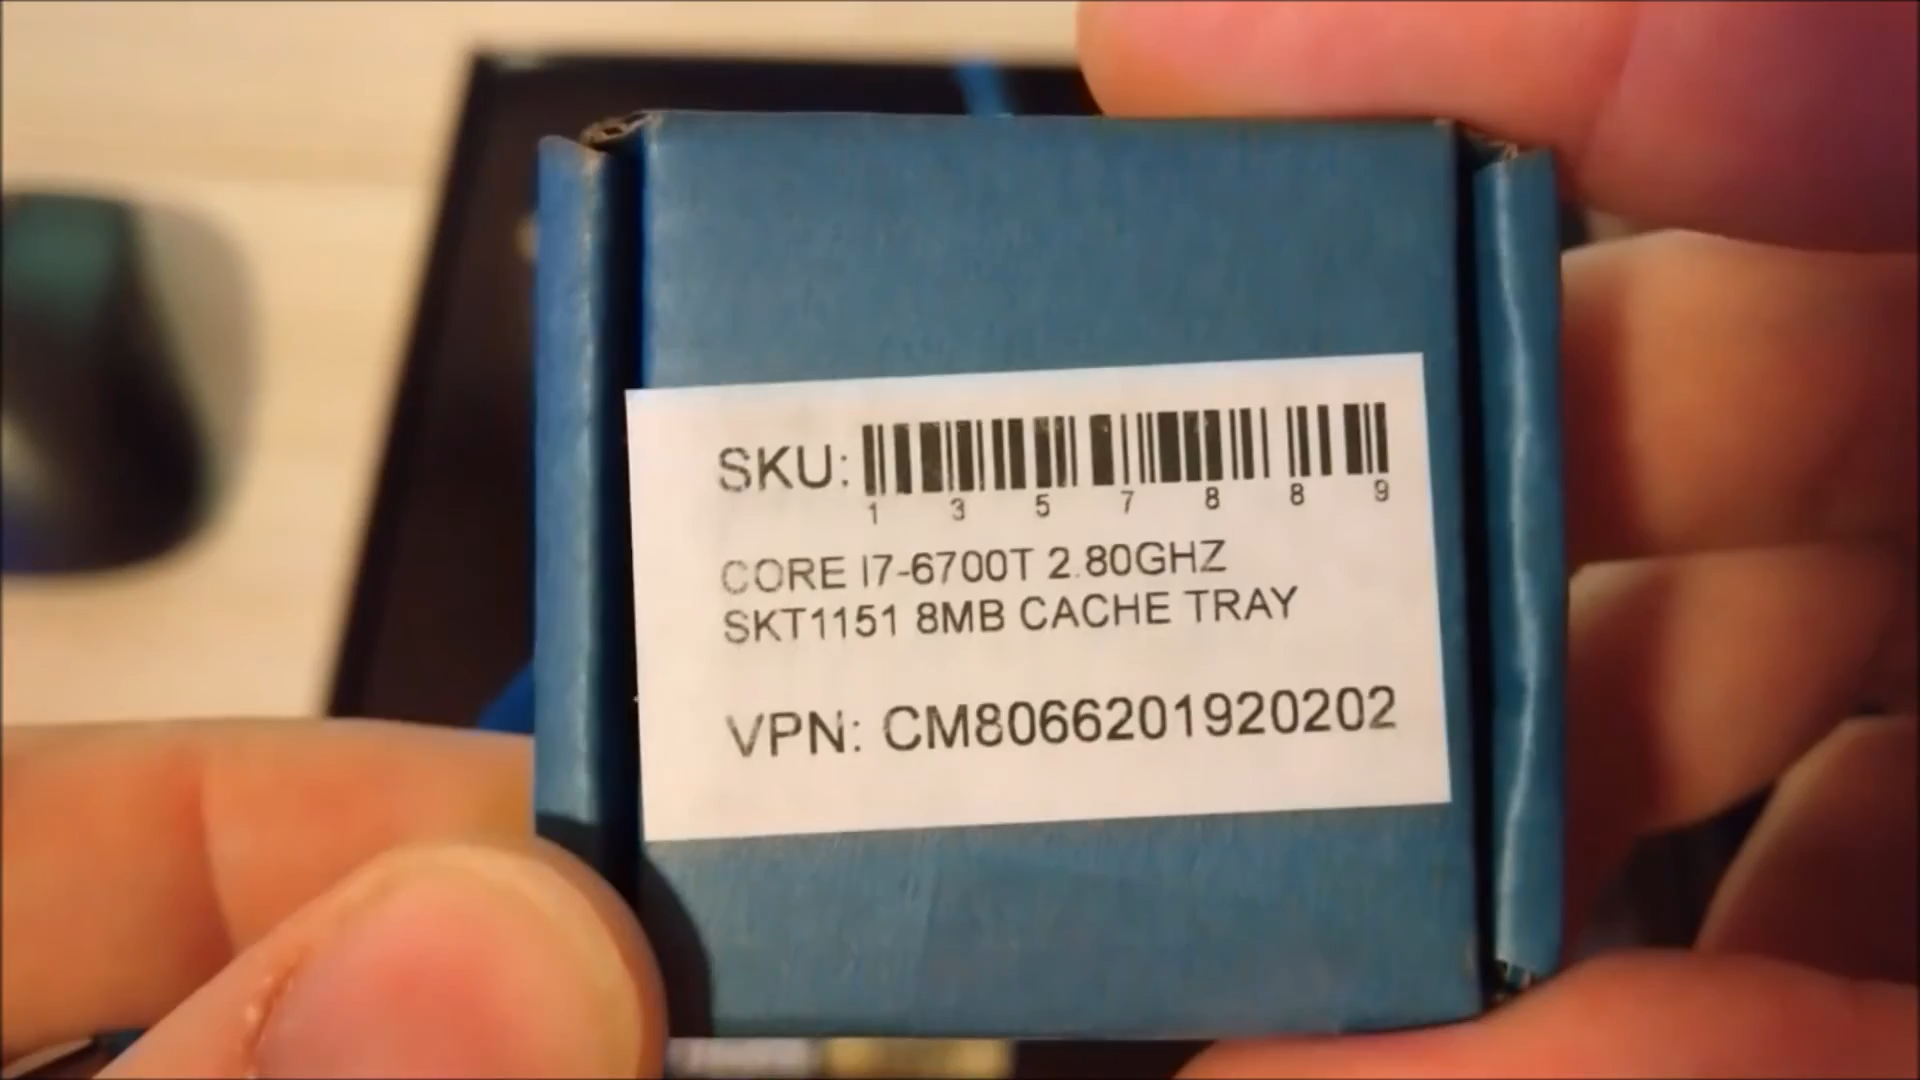 SKU:
1 3 5 7 8 8 9
CORE I7-6700T 2.80GHZ
SKT1151 8MB CACHE TRAY
VPN: CM8066201920202